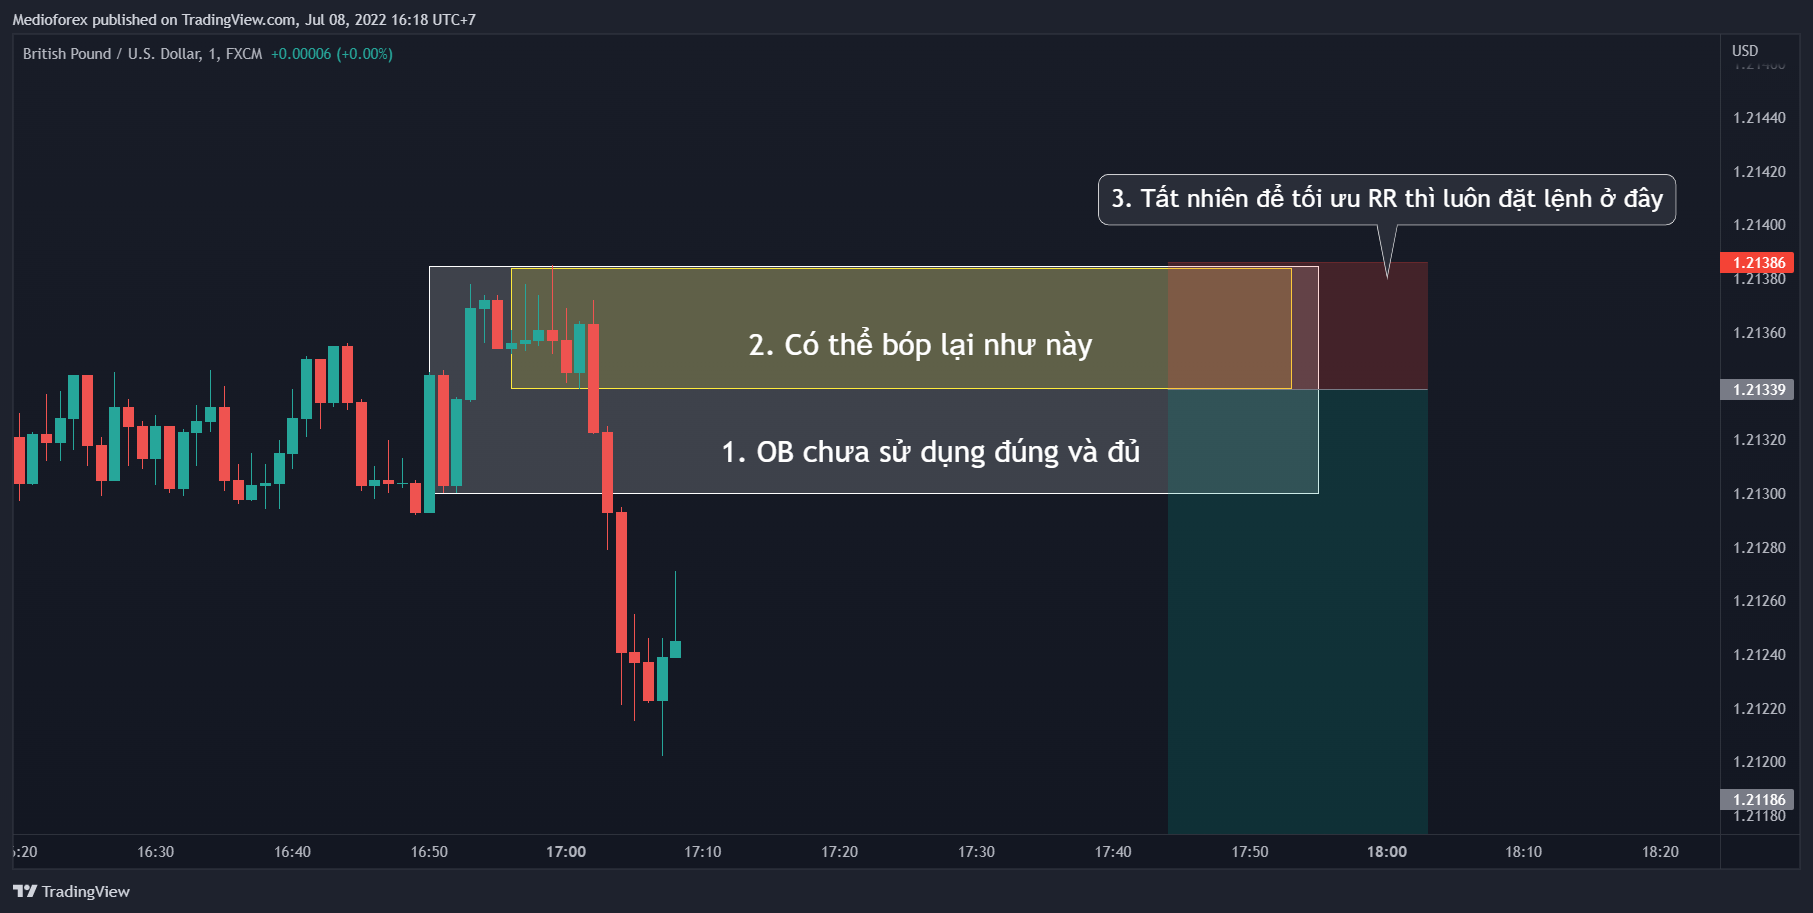 Medioforex published on TradingView.com, Jul 08, 2022 16:18 UTC+7
British Pound / U.S. Dollar, 1, FXCM +0.00006 (+0.00%)
USD
1.21440
1.21420
3. Tất nhiên để tối ưu RR thì luôn đặt lệnh ở đây
1.21400
1.21386
1.21380
1.21360
2. Có thể bóp lại như này
1.21339
1.21320
1. OB chưa sử dụng đúng và đủ
1.21300
1.21280
1.21260
1.21240
1.21220
1.21200
1.21186
1.21180
:20 16:30 16:40 16:50 17:00 17:10 17:20 17:30 17:40 17:50 18:00 18:10 18:20
TradingView